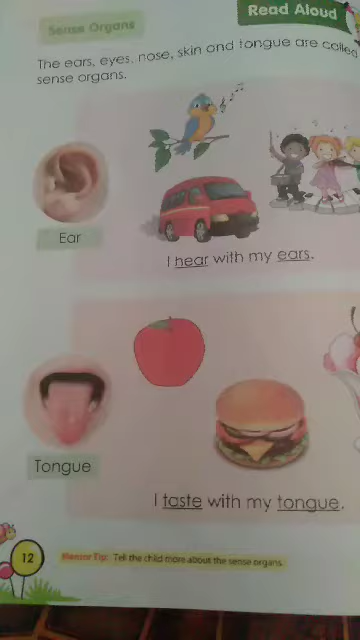 Sense Organs
Read Aloud
The ears, eyes, nose, skin and tongue are called
sense organs.
Ear
I hear with my ears.
Tongue
I taste with my tongue.
12
Mentor Tip: Tell the child more about the sense organs.